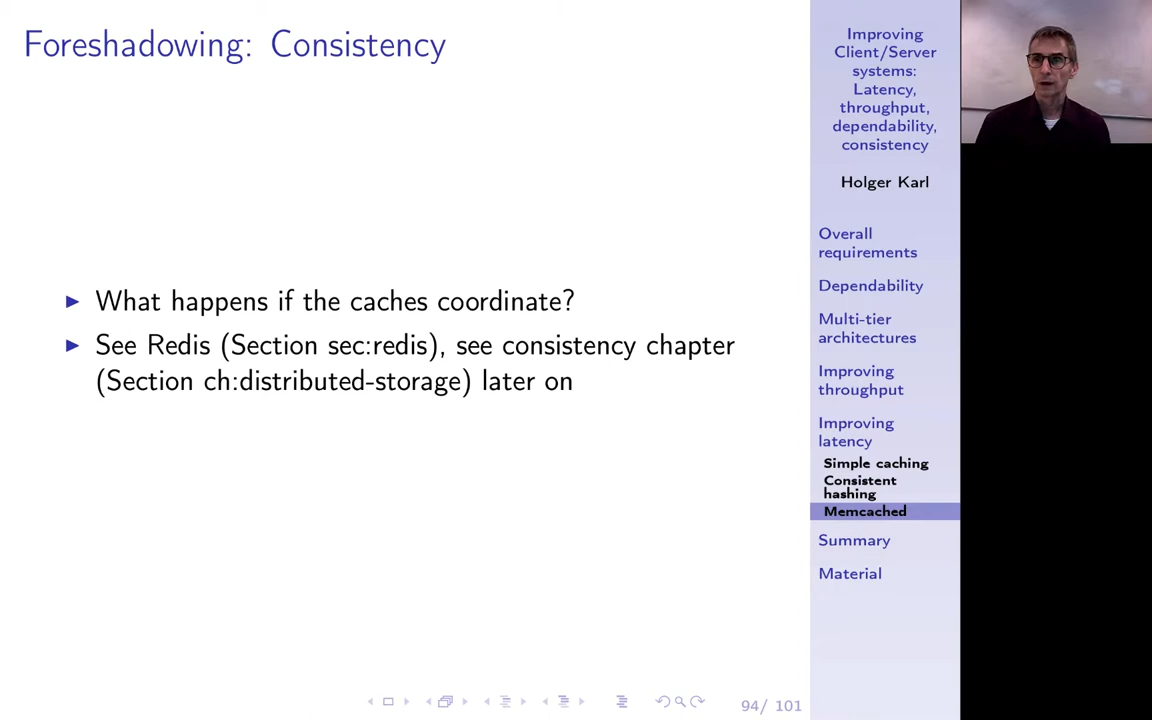 Foreshadowing: Consistency
What happens if the caches coordinate?
See Redis (Section sec:redis), see consistency chapter
(Section ch:distributed-storage) later on
Improving
Client/Server
systems:
Latency,
throughput,
dependability,
consistency
Holger Karl
Overall
requirements
Dependability
Multi-tier
architectures
Improving
throughput
Improving
latency
Simple caching
Consistent
hashing
Memcached
Summary
Material
94/ 101